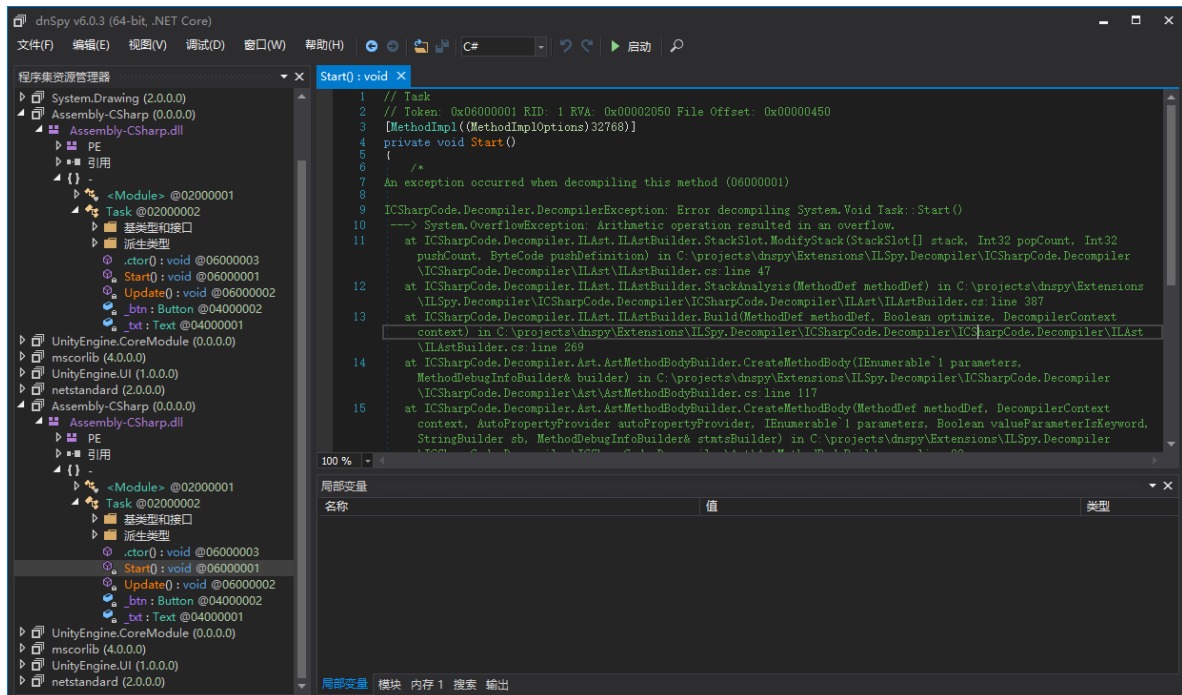 dnSpy v6.0.3 (64-bit, .NET Core)
文件(F) 编辑(E) 视图(V) 调试(D) 窗口(W) 帮助(H) C# 启动
程序集资源管理器
System.Drawing (2.0.0.0)
Assembly-CSharp (0.0.0.0)
Assembly-CSharp.dll
PE
引用
{} -
<Module> @02000001
Task @02000002
基类型和接口
派生类型
.ctor() : void @06000003
Start() : void @06000001
Update() : void @06000002
_btn : Button @04000002
_txt : Text @04000001
UnityEngine.CoreModule (0.0.0.0)
mscorlib (4.0.0.0)
UnityEngine.UI (1.0.0.0)
netstandard (2.0.0.0)
Assembly-CSharp (0.0.0.0)
Assembly-CSharp.dll
PE
引用
{} -
<Module> @02000001
Task @02000002
基类型和接口
派生类型
.ctor() : void @06000003
Start() : void @06000001
Update() : void @06000002
_btn : Button @04000002
_txt : Text @04000001
UnityEngine.CoreModule (0.0.0.0)
mscorlib (4.0.0.0)
UnityEngine.UI (1.0.0.0)
netstandard (2.0.0.0)
Start() : void
1 // Task
2 // Token: 0x06000001 RID: 1 RVA: 0x00002050 File Offset: 0x00000450
3 [MethodImpl((MethodImplOptions)32768)]
4 private void Start()
5 {
6 /*
7 An exception occurred when decompiling this method (06000001)
8
9 ICSharpCode.Decompiler.DecompilerException: Error decompiling System.Void Task::Start()
10 ---> System.OverflowException: Arithmetic operation resulted in an overflow.
11 at ICSharpCode.Decompiler.ILAst.ILAstBuilder.StackSlot.ModifyStack(StackSlot[] stack, Int32 popCount, Int32
pushCount, ByteCode pushDefinition) in C:\projects\dnspy\Extensions\ILSpy.Decompiler\ICSharpCode.Decompiler
\ICSharpCode.Decompiler\ILAst\ILAstBuilder.cs:line 47
12 at ICSharpCode.Decompiler.ILAst.ILAstBuilder.StackAnalysis(MethodDef methodDef) in C:\projects\dnspy\Extensions
\ILSpy.Decompiler\ICSharpCode.Decompiler\ICSharpCode.Decompiler\ILAst\ILAstBuilder.cs:line 387
13 at ICSharpCode.Decompiler.ILAst.ILAstBuilder.Build(MethodDef methodDef, Boolean optimize, DecompilerContext
context) in C:\projects\dnspy\Extensions\ILSpy.Decompiler\ICSharpCode.Decompiler\ICSharpCode.Decompiler\ILAst
\ILAstBuilder.cs:line 269
14 at ICSharpCode.Decompiler.Ast.AstMethodBodyBuilder.CreateMethodBody(IEnumerable`1 parameters,
MethodDebugInfoBuilder& builder) in C:\projects\dnspy\Extensions\ILSpy.Decompiler\ICSharpCode.Decompiler
\ICSharpCode.Decompiler\Ast\AstMethodBodyBuilder.cs:line 117
15 at ICSharpCode.Decompiler.Ast.AstMethodBodyBuilder.CreateMethodBody(MethodDef methodDef, DecompilerContext
context, AutoPropertyProvider autoPropertyProvider, IEnumerable`1 parameters, Boolean valueParameterIsKeyword,
StringBuilder sb, MethodDebugInfoBuilder& stmtsBuilder) in C:\projects\dnspy\Extensions\ILSpy.Decompiler
100 %
局部变量
名称 值 类型
局部变量 模块 内存 1 搜索 输出